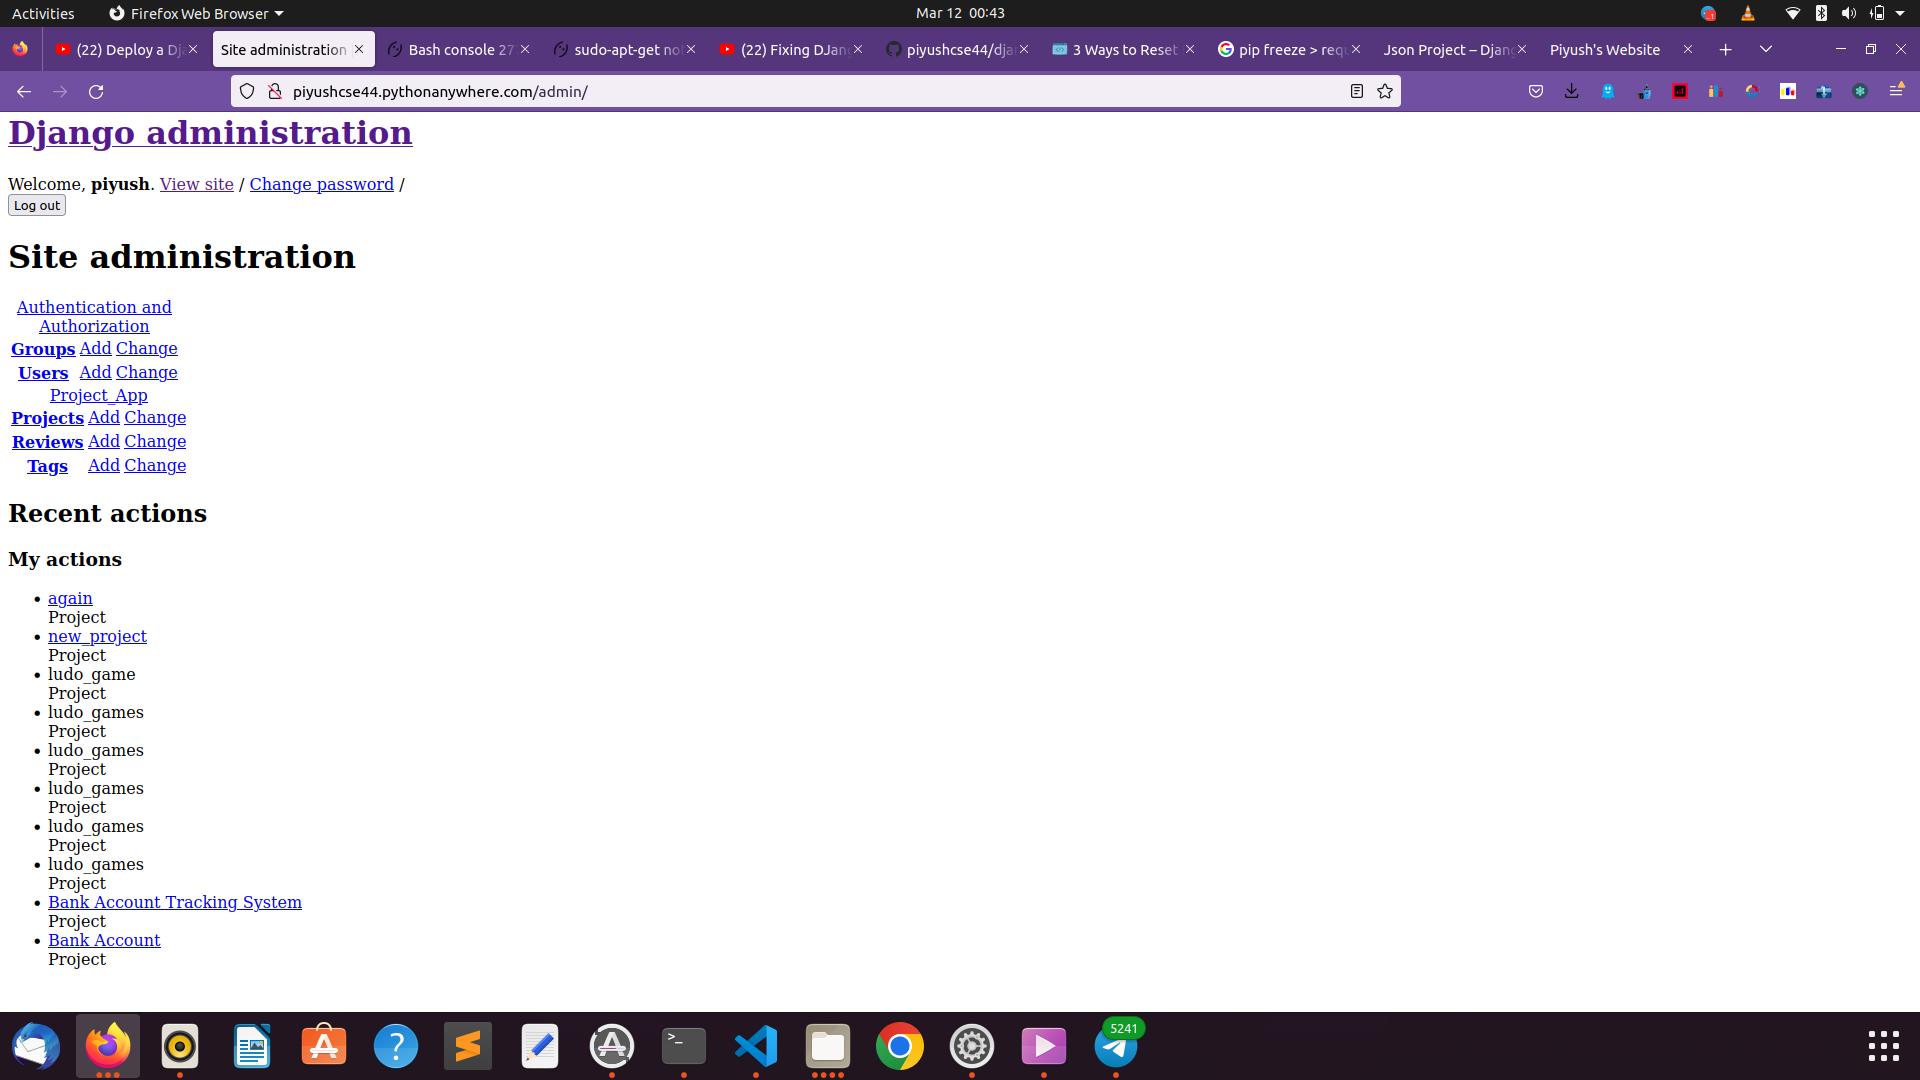 Activities Firefox Web Browser Mar 12 00:43
(22) Deploy a Dj Site administration Bash console 27 sudo-apt-get no (22) Fixing DJan piyushcse44/dja 3 Ways to Reset pip freeze > requ Json Project – Djang Piyush's Website
piyushcse44.pythonanywhere.com/admin/
Django administration
Welcome, piyush. View site / Change password /
Log out
Site administration
Authentication and
Authorization
Groups Add Change
Users Add Change
Project_App
Projects Add Change
Reviews Add Change
Tags Add Change
Recent actions
My actions
again
Project
new_project
Project
ludo_game
Project
ludo_games
Project
ludo_games
Project
ludo_games
Project
ludo_games
Project
ludo_games
Project
Bank Account Tracking System
Project
Bank Account
Project
5241